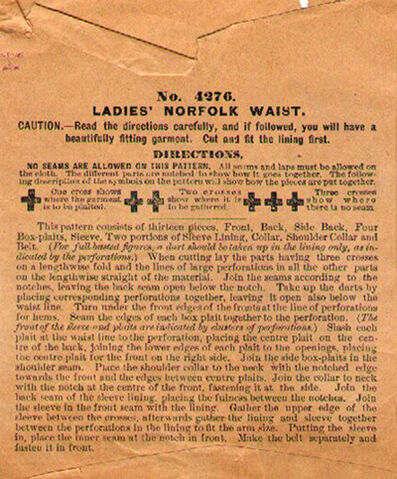 No. 4276.
LADIES' NORFOLK WAIST.
CAUTION.—Read the directions carefully, and if followed, you will have a
beautifully fitting garment. Cut and fit the lining first.
DIRECTIONS,
NO SEAMS ARE ALLOWED ON THIS PATTERN. All seams and laps must be allowed on
the cloth. The different parts are notched to show how it goes together. The follow-
ing description of the symbols on the pattern will show how the pieces are put together.
One cross shows where the garment is to be plaited.
Two crosses show where it is to be gathered.
Three crosses show where there is no seam
This pattern consists of thirteen pieces, Front, Back, Side Back, Four
Box-plaits, Sleeve, Two portions of Sleeve Lining, Collar, Shoulder Collar and
Belt. (For full busted figures, a dart should be taken up in the lining only, as in-
dicated by the perforations.) When cutting lay the parts having three crosses
on a lengthwise fold and the lines of large perforations in all the other parts
on the lengthwise straight of the material. Join the seams according to the
notches, leaving the back seam open below the notch. Take up the darts by
placing corresponding perforations together, leaving it open also below the
waist line. Turn under the front edges of the fronts at the line of perforations
for hems. Seam the edges of each box plait together to the perforation. (The
front of the sleeve and plaits are indicated by clusters of perforations.) Slash each
plait at the waist line to the perforation, placing the centre plait on the cen-
tre of the back, joining the lower edges of each plait to the openings, placing
the centre plait for the front on the right side. Join the side box-plaits in the
shoulder seam. Place the shoulder collar to the neck with the notched edge
towards the front and the edges between centre plaits. Join the collar to neck
with the notch at the centre of the front, fastening it at the side. Join the
back seam of the sleeve lining, placing the fulness between the notches. Join
the sleeve in the front seam with the lining. Gather the upper edge of the
sleeve between the crosses, afterwards gather the lining and sleeve together
between the perforations in the lining to fit the arm size. Putting the sleeve
in, place the inner seam at the notch in front. Make the belt separately and
fasten it in front.